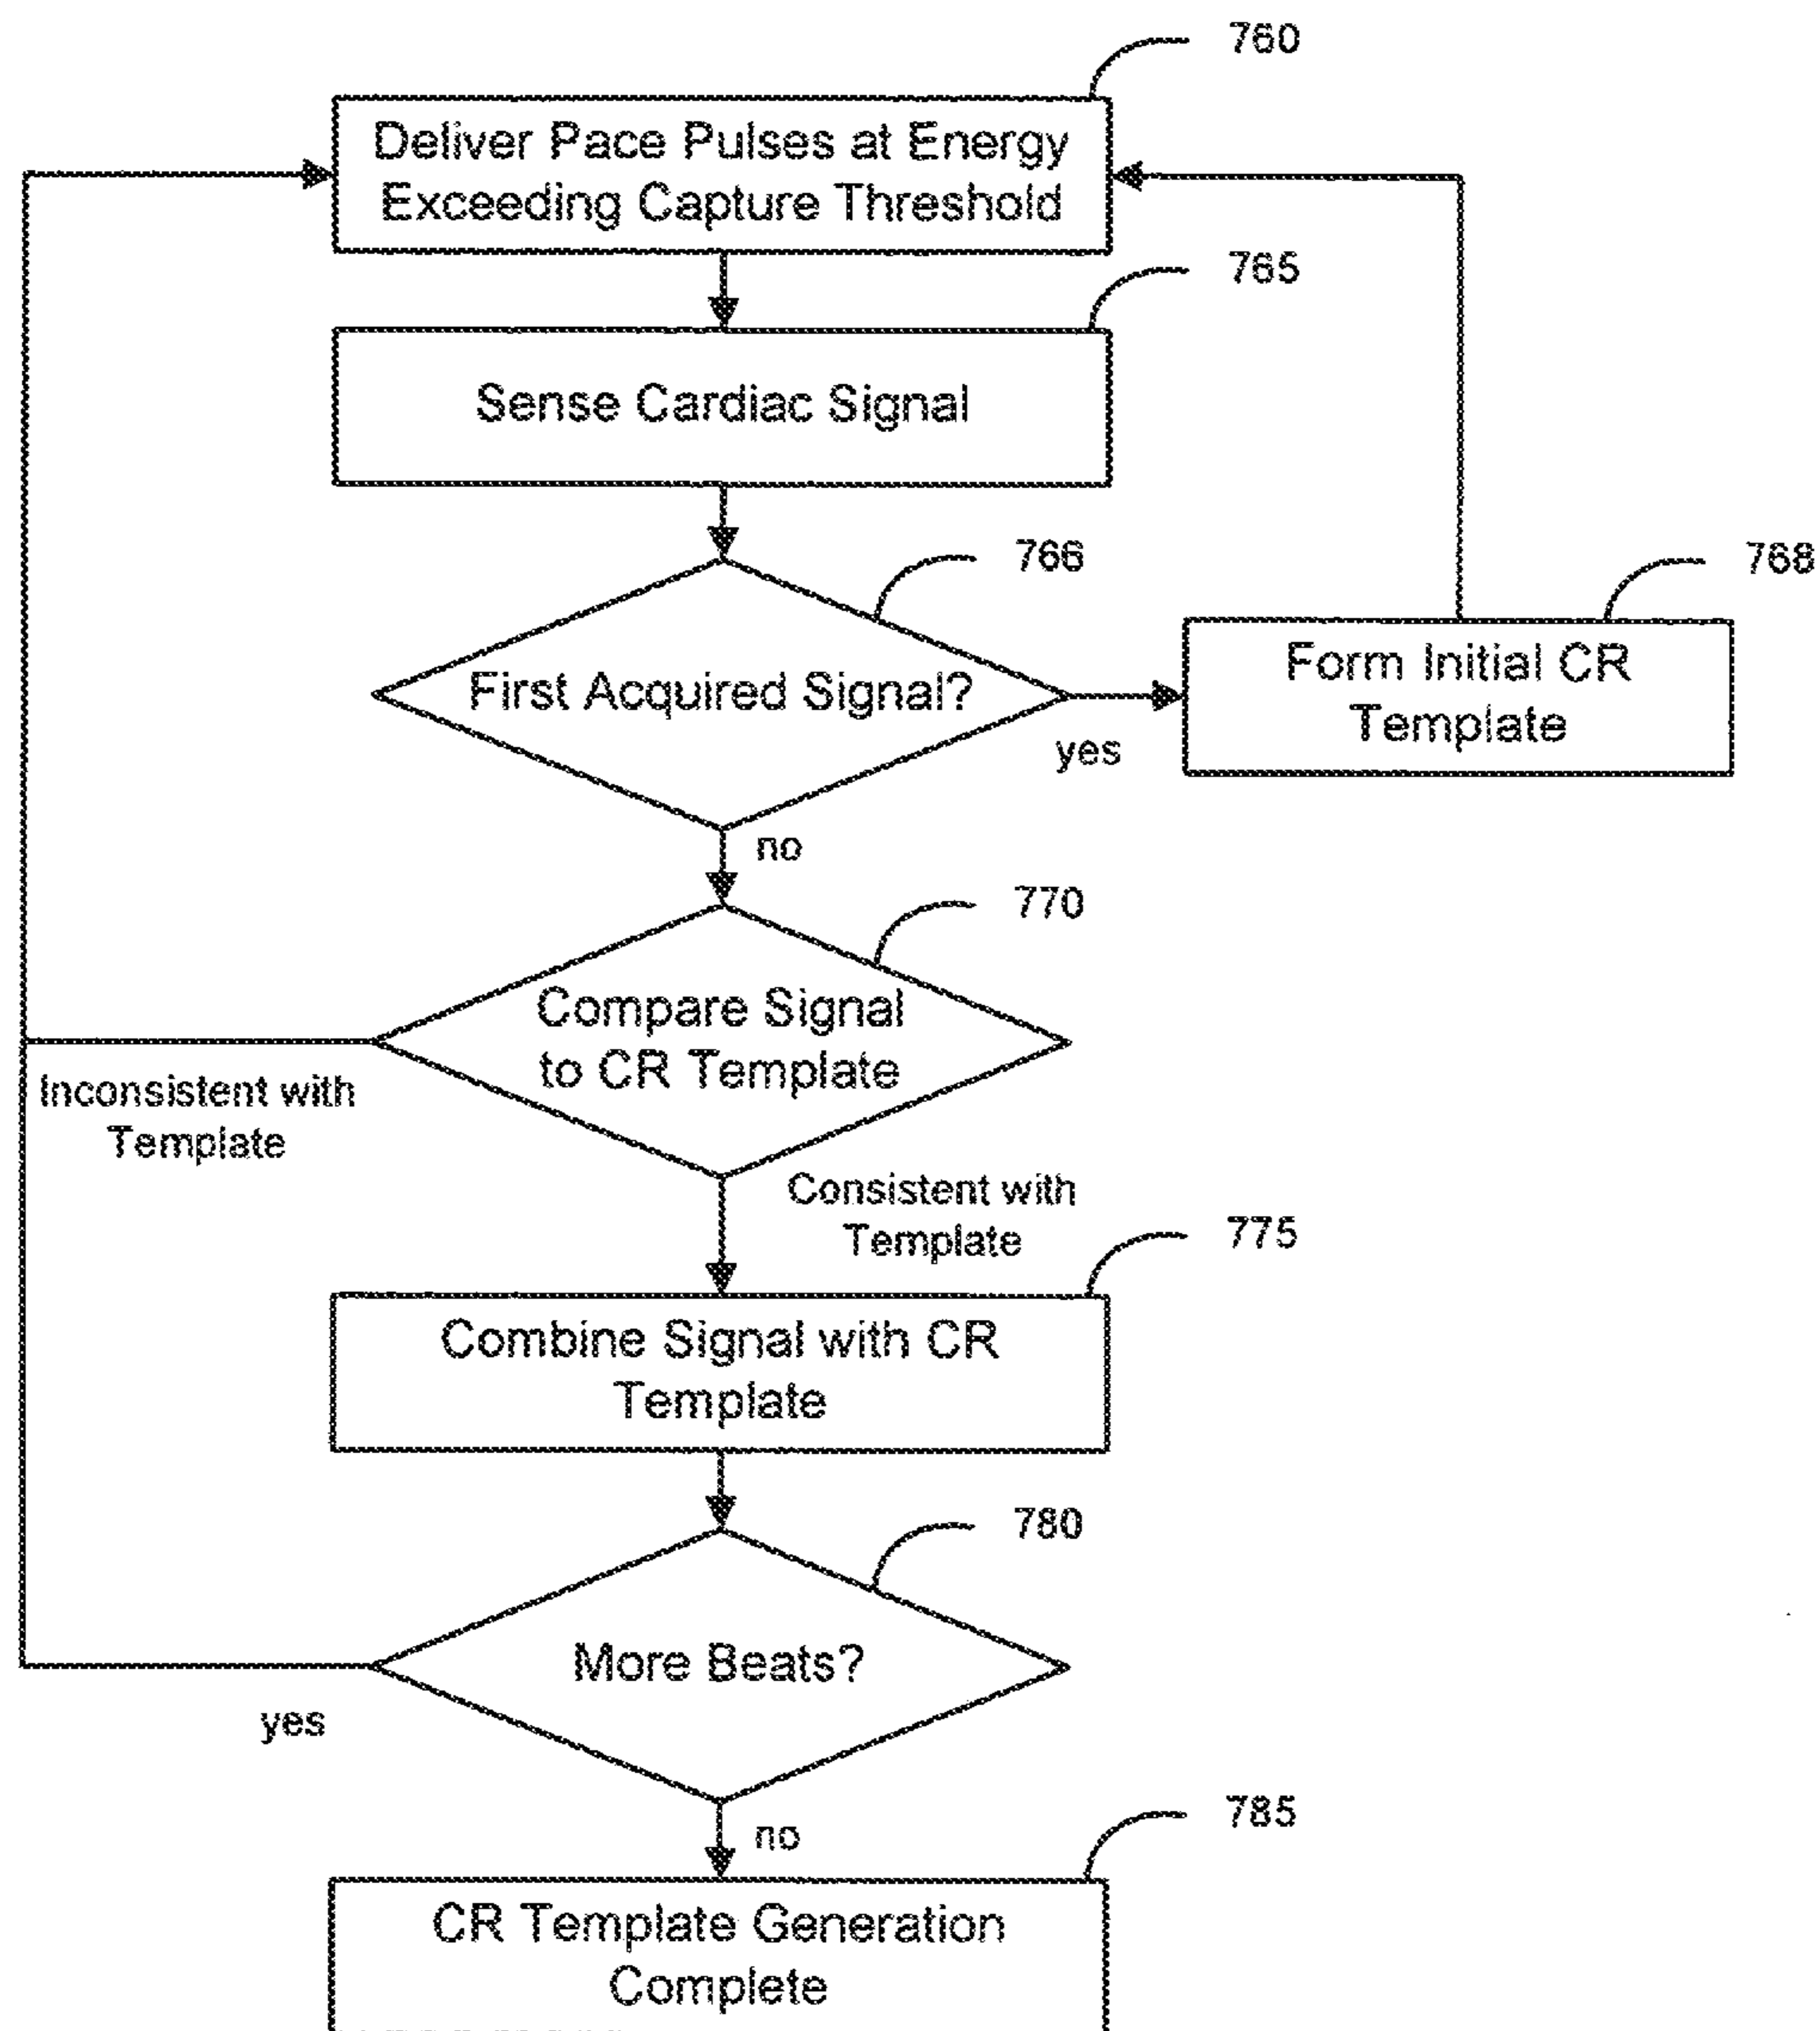 760
Deliver Pace Pulses at Energy
Exceeding Capture Threshold
765
Sense Cardiac Signal
766
768
First Acquired Signal?
Form Initial CR
Template
yes
no
770
Compare Signal
to CR Template
Inconsistent with
Template
Consistent with
Template
775
Combine Signal with CR
Template
780
More Beats?
yes
no
785
CR Template Generation
Complete